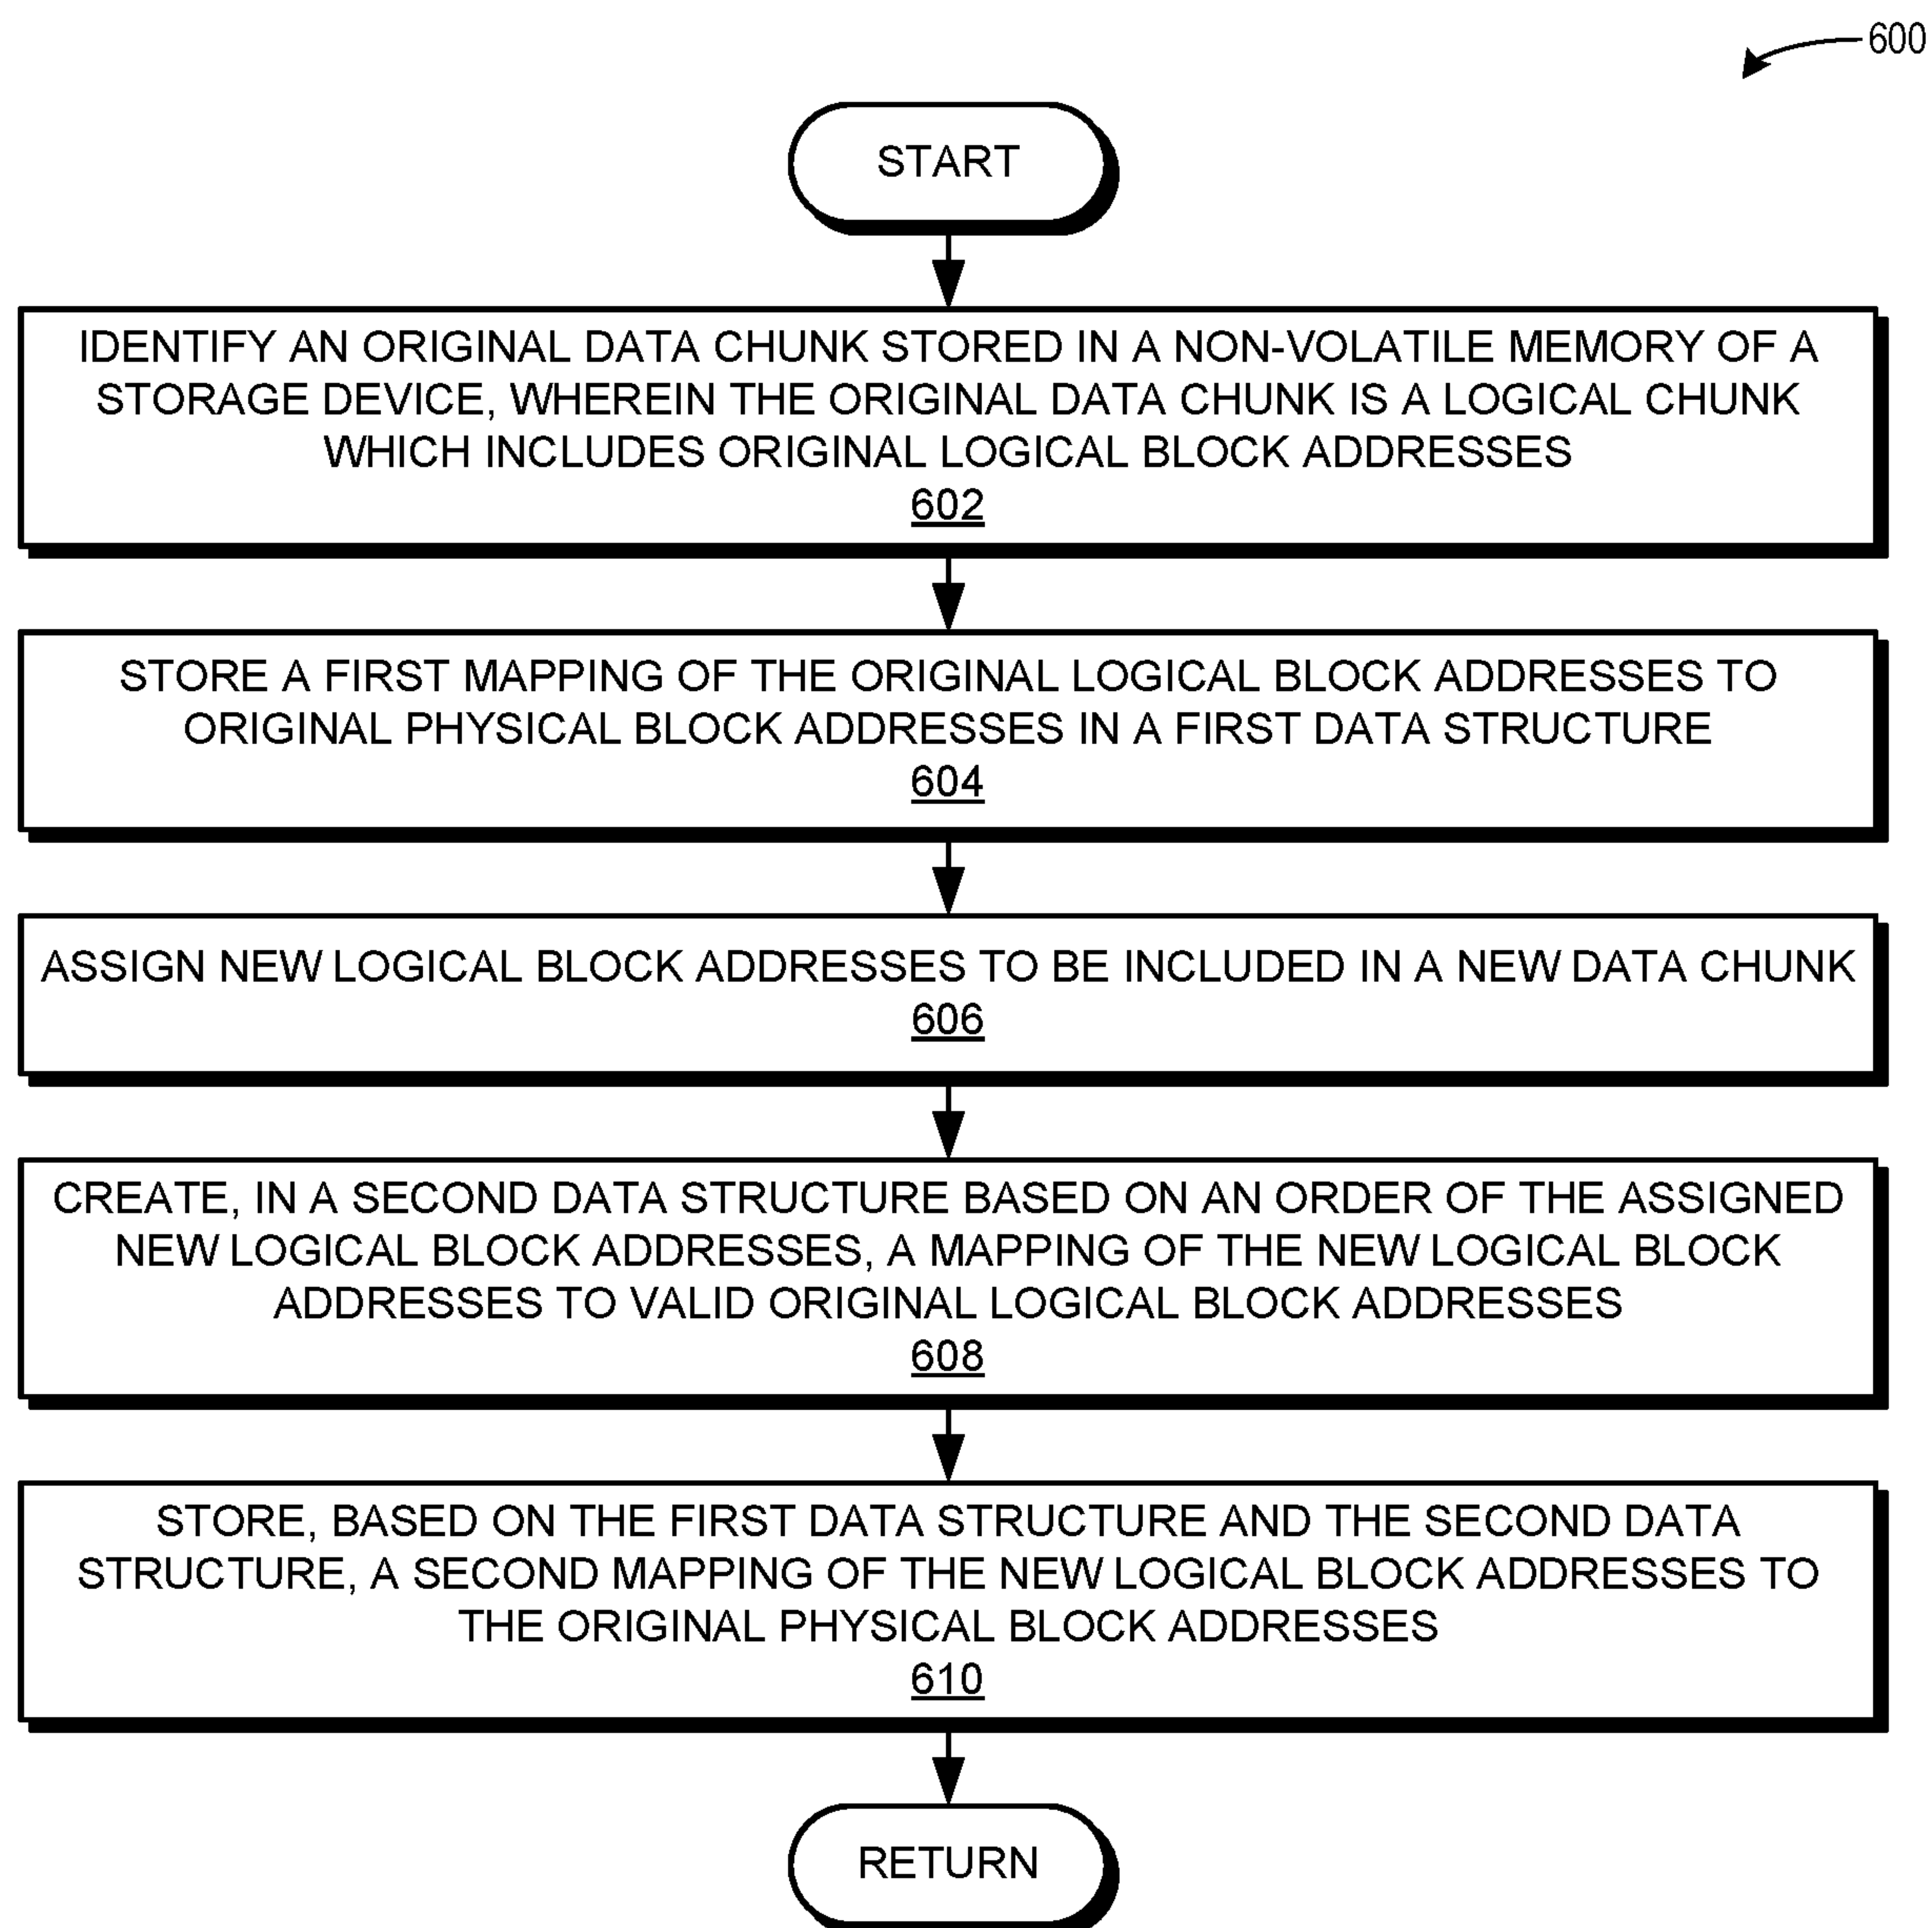 600
START
IDENTIFY AN ORIGINAL DATA CHUNK STORED IN A NON-VOLATILE MEMORY OF A
STORAGE DEVICE, WHEREIN THE ORIGINAL DATA CHUNK IS A LOGICAL CHUNK
WHICH INCLUDES ORIGINAL LOGICAL BLOCK ADDRESSES
602
STORE A FIRST MAPPING OF THE ORIGINAL LOGICAL BLOCK ADDRESSES TO
ORIGINAL PHYSICAL BLOCK ADDRESSES IN A FIRST DATA STRUCTURE
604
ASSIGN NEW LOGICAL BLOCK ADDRESSES TO BE INCLUDED IN A NEW DATA CHUNK
606
CREATE, IN A SECOND DATA STRUCTURE BASED ON AN ORDER OF THE ASSIGNED
NEW LOGICAL BLOCK ADDRESSES, A MAPPING OF THE NEW LOGICAL BLOCK
ADDRESSES TO VALID ORIGINAL LOGICAL BLOCK ADDRESSES
608
STORE, BASED ON THE FIRST DATA STRUCTURE AND THE SECOND DATA
STRUCTURE, A SECOND MAPPING OF THE NEW LOGICAL BLOCK ADDRESSES TO
THE ORIGINAL PHYSICAL BLOCK ADDRESSES
610
RETURN